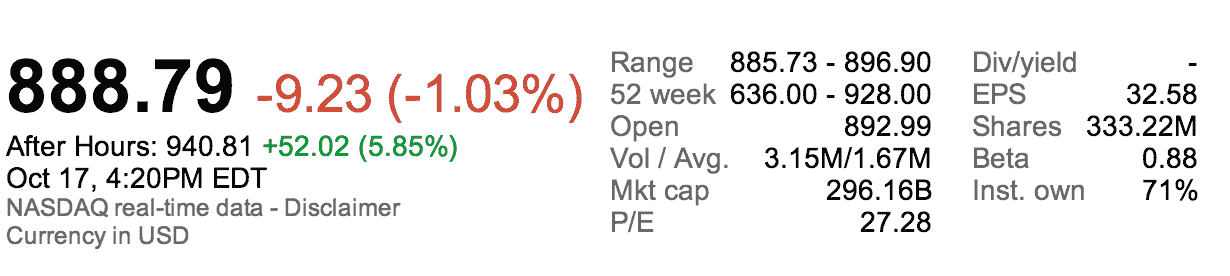 888.79 -9.23 (-1.03%)
After Hours: 940.81 +52.02 (5.85%)
Oct 17, 4:20PM EDT
NASDAQ real-time data - Disclaimer
Currency in USD
Range 885.73 - 896.90
52 week 636.00 - 928.00
Open 892.99
Vol / Avg. 3.15M/1.67M
Mkt cap 296.16B
P/E 27.28
Div/yield -
EPS 32.58
Shares 333.22M
Beta 0.88
Inst. own 71%